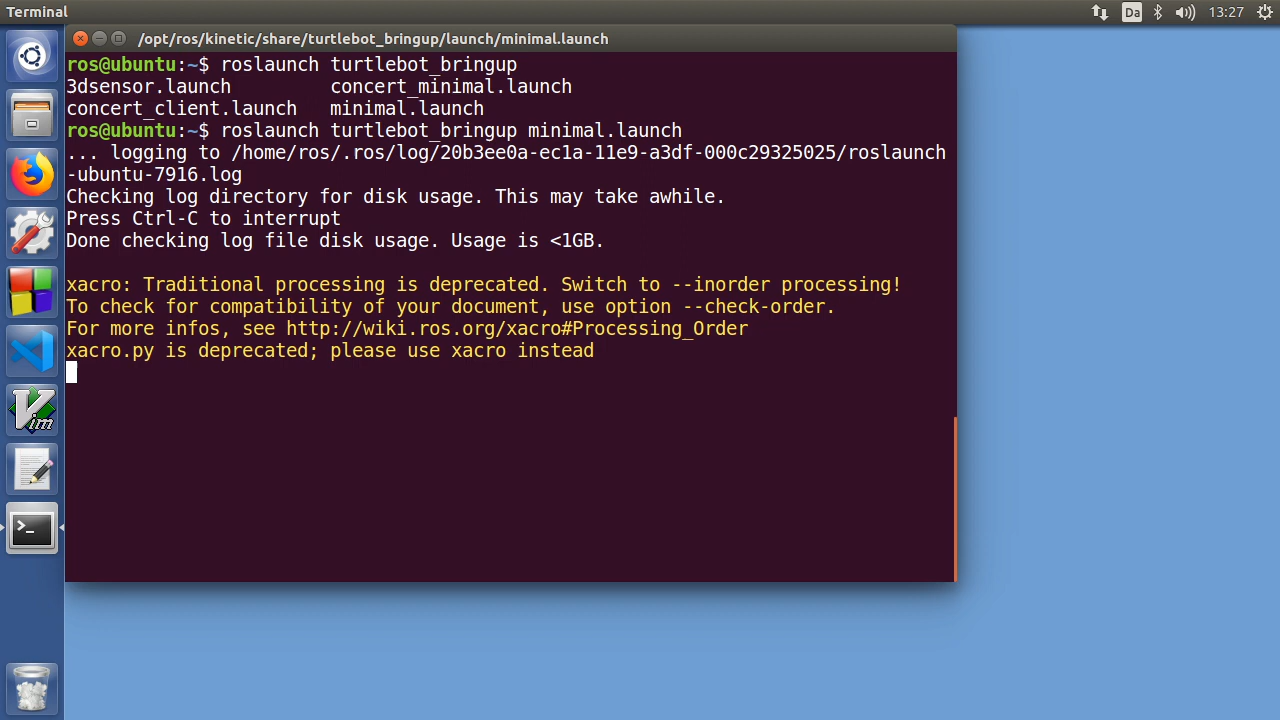 Terminal
Da
13:27
/opt/ros/kinetic/share/turtlebot_bringup/launch/minimal.launch
ros@ubuntu:~$ roslaunch turtlebot_bringup
3dsensor.launch         concert_minimal.launch
concert_client.launch   minimal.launch
ros@ubuntu:~$ roslaunch turtlebot_bringup minimal.launch
... logging to /home/ros/.ros/log/20b3ee0a-ec1a-11e9-a3df-000c29325025/roslaunch
-ubuntu-7916.log
Checking log directory for disk usage. This may take awhile.
Press Ctrl-C to interrupt
Done checking log file disk usage. Usage is <1GB.
xacro: Traditional processing is deprecated. Switch to --inorder processing!
To check for compatibility of your document, use option --check-order.
For more infos, see http://wiki.ros.org/xacro#Processing_Order
xacro.py is deprecated; please use xacro instead
Vim
>_